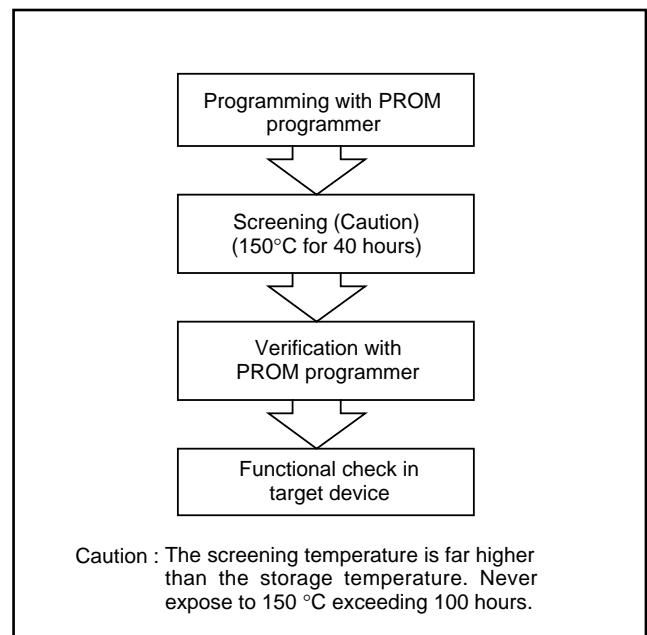 Programming with PROM
programmer
Screening (Caution)
(150°C for 40 hours)
Verification with
PROM programmer
Functional check in
target device
Caution : The screening temperature is far higher
than the storage temperature. Never
expose to 150 °C exceeding 100 hours.